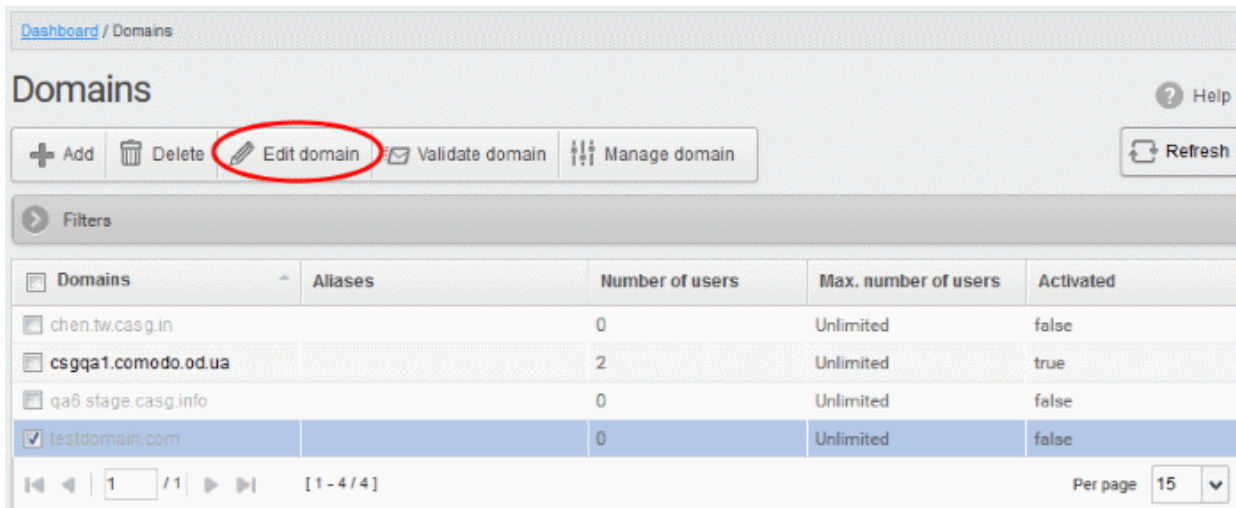 Dashboard / Domains
Domains
Help
Add Delete Edit domain Validate domain Manage domain Refresh
Filters
Domains Aliases Number of users Max. number of users Activated
chen.tw.casg.in 0 Unlimited false
csgqa1.comodo.od.ua 2 Unlimited true
qa6.stage.casg.info 0 Unlimited false
testdomain.com 0 Unlimited false
1 / 1 [ 1 - 4 / 4 ] Per page 15